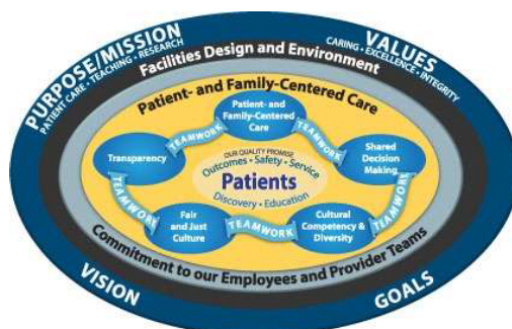 PURPOSE/MISSION
PATIENT CARE • TEACHING • RESEARCH
VALUES
CARING • EXCELLENCE • INTEGRITY
Facilities Design and Environment
Patient- and Family-Centered Care
Patient- and
Family-Centered
Care
TEAMWORK
TEAMWORK
Transparency
Shared
Decision
Making
OUR QUALITY PROMISE
Outcomes • Safety • Service
Patients
Discovery • Education
TEAMWORK
TEAMWORK
Fair
and Just
Culture
TEAMWORK
Cultural
Competency &
Diversity
Commitment to our Employees and Provider Teams
VISION
GOALS